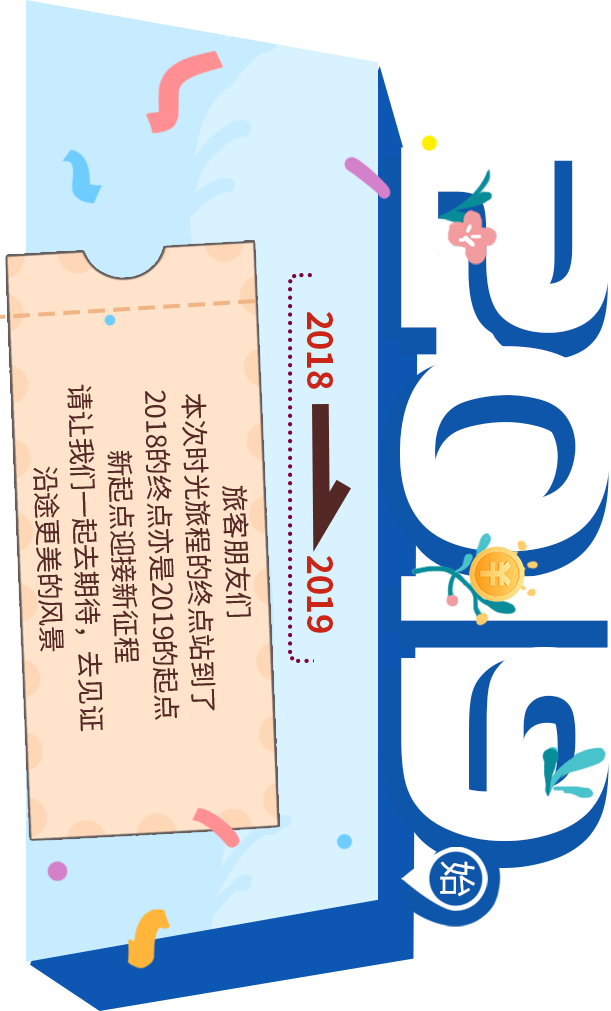 2019
始
2018 2019
旅客朋友们
本次时光旅程的终点站到了
2018的终点亦是2019的起点
新起点迎接新征程
请让我们一起去期待，去见证
沿途更美的风景